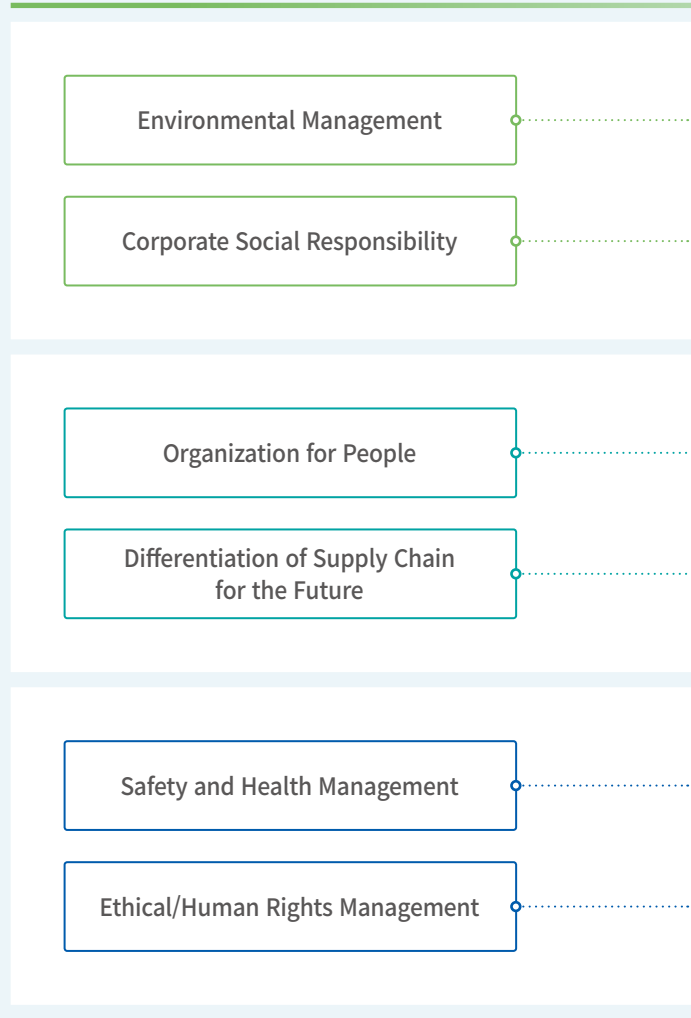 Environmental Management
Corporate Social Responsibility
Organization for People
Differentiation of Supply Chain
for the Future
Safety and Health Management
Ethical/Human Rights Management